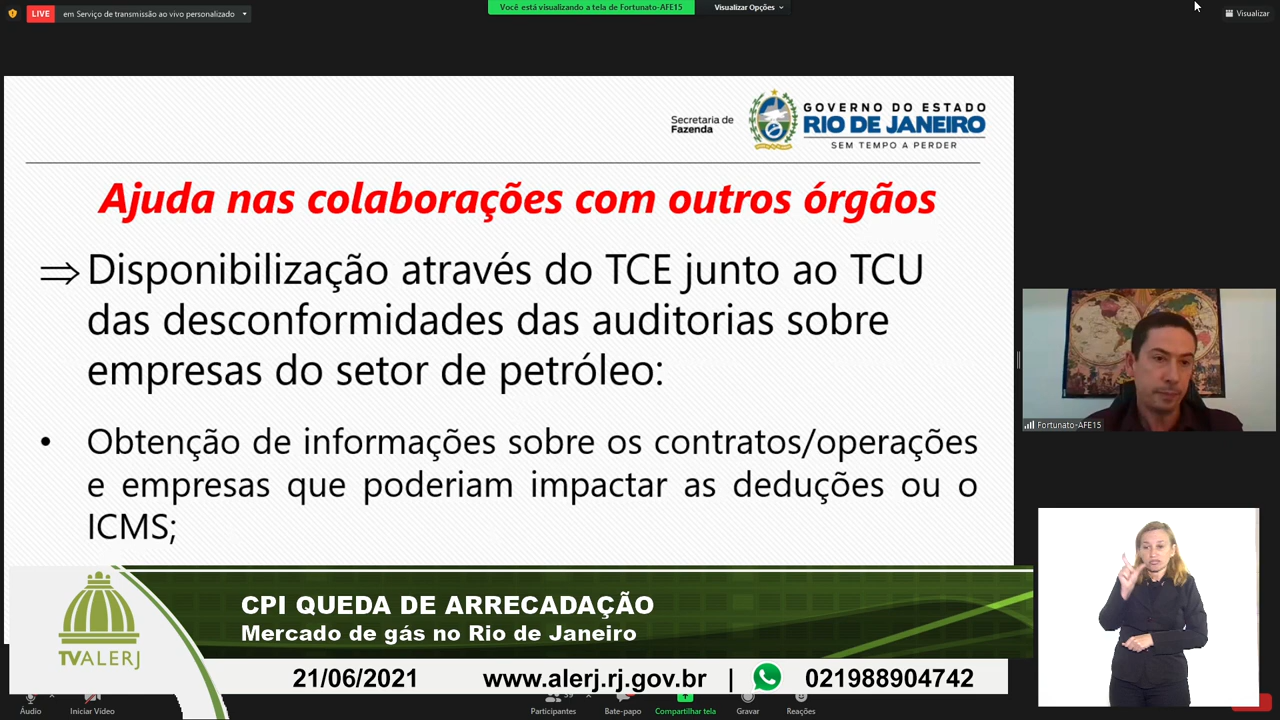 LIVE
em Serviço de transmissão ao vivo personalizado
Você está visualizando a tela de Fortunato-AFE15
Visualizar Opções
Visualizar
Secretaria de
Fazenda
GOVERNO DO ESTADO
RIO DE JANEIRO
SEM TEMPO A PERDER
Ajuda nas colaborações com outros órgãos
⇒ Disponibilização através do TCE junto ao TCU
das desconformidades das auditorias sobre
empresas do setor de petróleo:
• Obtenção de informações sobre os contratos/operações
e empresas que poderiam impactar as deduções ou o
ICMS;
Fortunato-AFE15
CPI QUEDA DE ARRECADAÇÃO
Mercado de gás no Rio de Janeiro
TVALERJ
21/06/2021
www.alerj.rj.gov.br | 021988904742
Áudio
Iniciar Vídeo
Participantes
Bate-papo
Compartilhar tela
Gravar
Reações